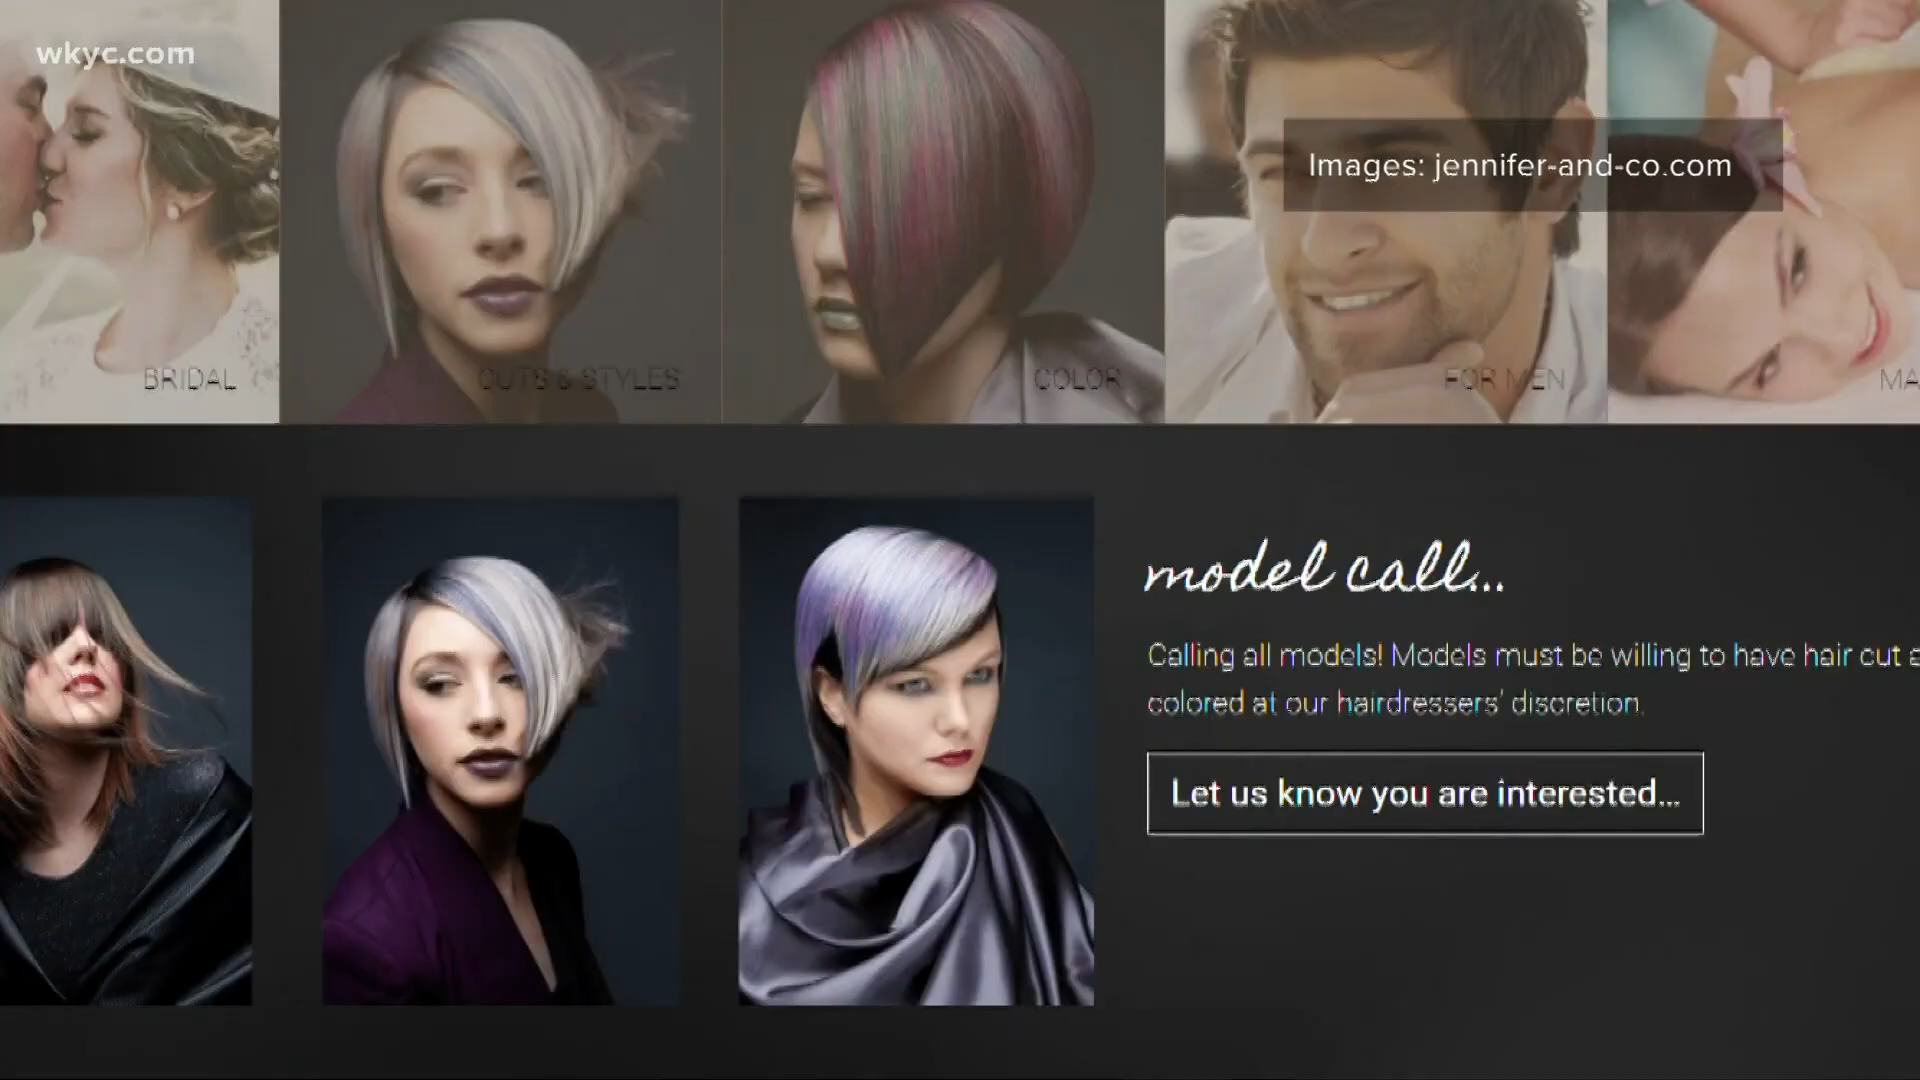 wkyc.com
Images: jennifer-and-co.com
BRIDAL
CUTS & STYLES
COLOR
FOR MEN
MA
model call...
Calling all models! Models must be willing to have hair cut
colored at our hairdressers' discretion.
Let us know you are interested...